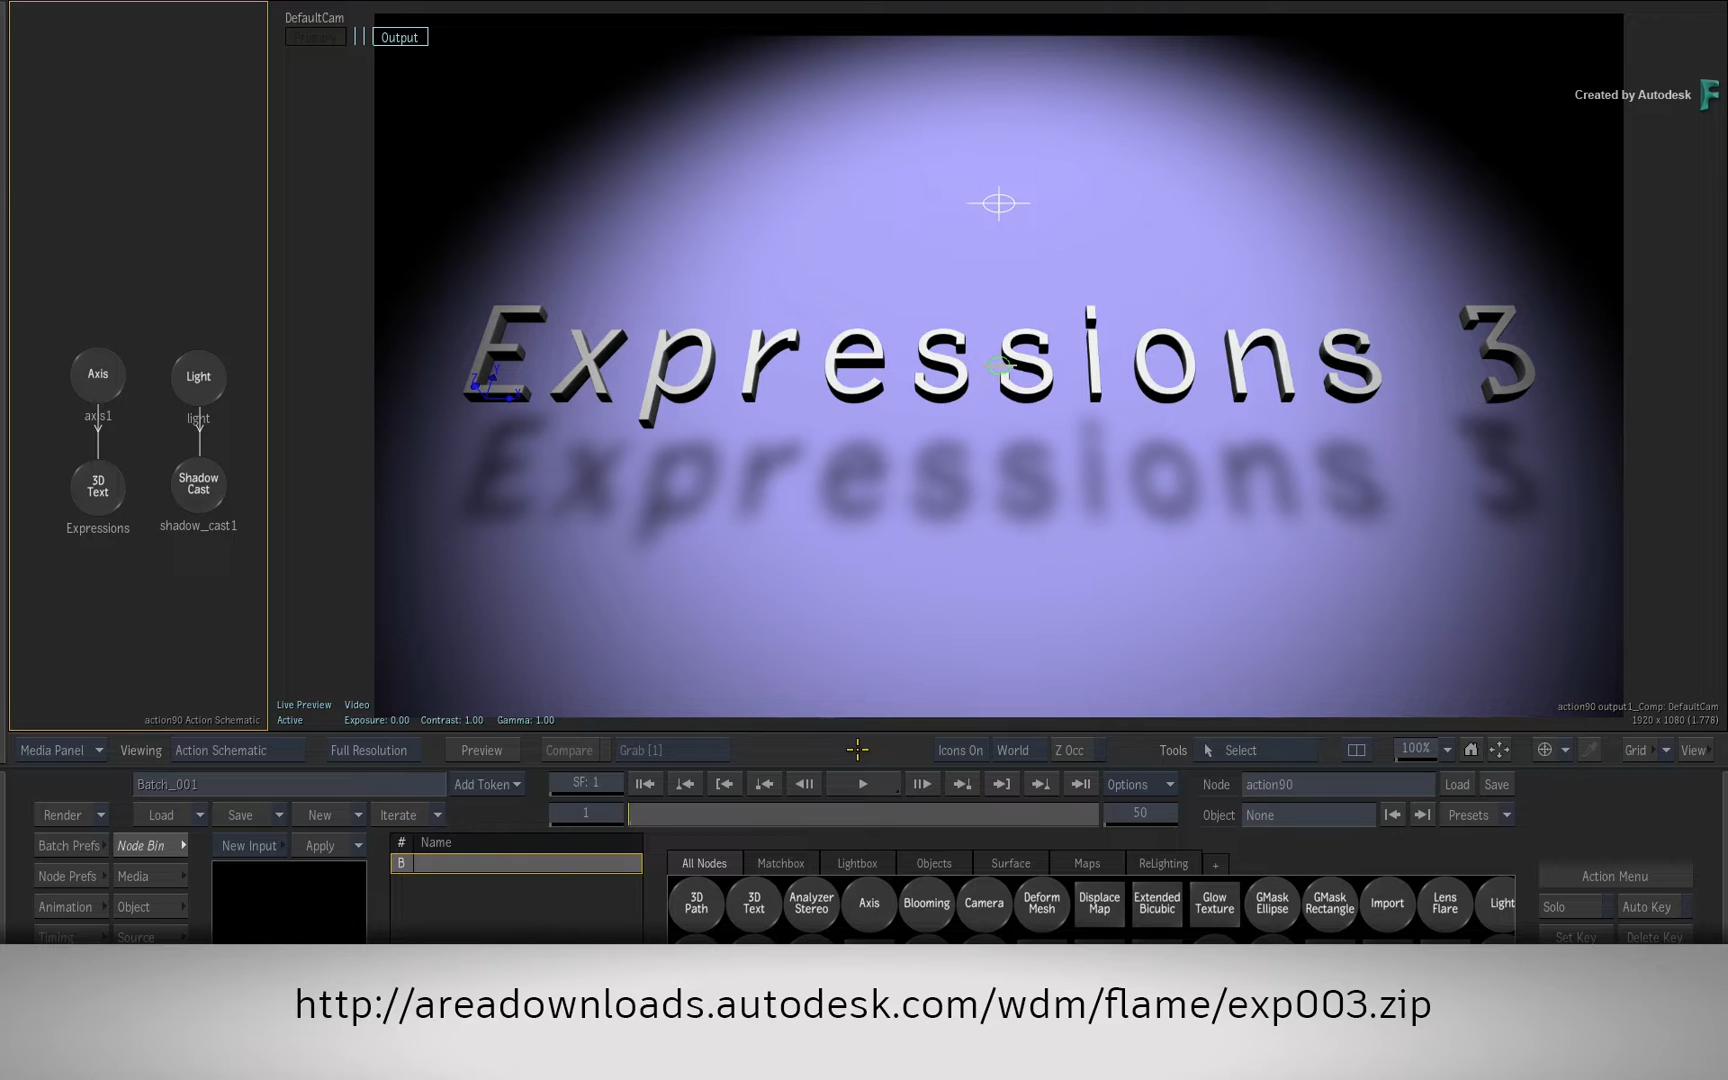 DefaultCam
Primary
Output
Created by Autodesk
Expressions 3
Axis
axis1
Light
light
3D
Text
Expressions
Shadow
Cast
shadow_cast1
Z
Y
X
action90 Action Schematic
Live Preview Video
Active Exposure: 0.00 Contrast: 1.00 Gamma: 1.00
action90 output1_Comp: DefaultCam
1920 x 1080 (1.778)
Media Panel Viewing Action Schematic Full Resolution Preview Compare Grab [1] Icons On World Z Occ Tools Select 100% Grid View
Batch_001 Add Token SF: 1 Options Node action90 Load Save
Render Load Save New Iterate 1 50 Object None Presets
Batch Prefs Node Bin New Input Apply # Name
B All Nodes Matchbox Lightbox Objects Surface Maps ReLighting +
Node Prefs Media Action Menu
Animation Object Solo Auto Key
Timing Source Set Key Delete Key
3D
Path
3D
Text
Analyzer
Stereo
Axis
Blooming
Camera
Deform
Mesh
Displace
Map
Extended
Bicubic
Glow
Texture
GMask
Ellipse
GMask
Rectangle
Import
Lens
Flare
Light
http://areadownloads.autodesk.com/wdm/flame/exp003.zip